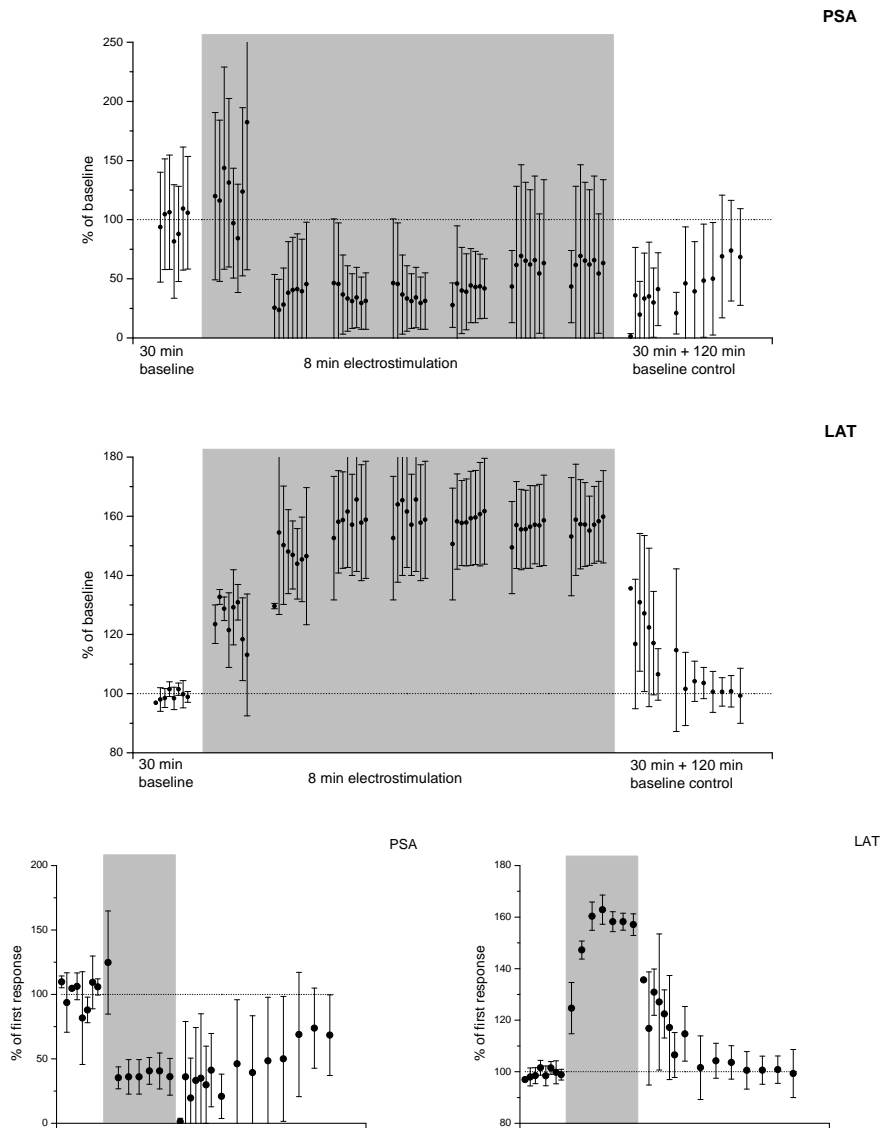 PSA
250
200
150
100
50
0
% of baseline
30 min
baseline
8 min electrostimulation
30 min + 120 min
baseline control
LAT
180
160
140
120
100
80
% of baseline
30 min
baseline
8 min electrostimulation
30 min + 120 min
baseline control
PSA
200
150
100
50
0
% of first response
LAT
180
160
140
120
100
80
% of first response